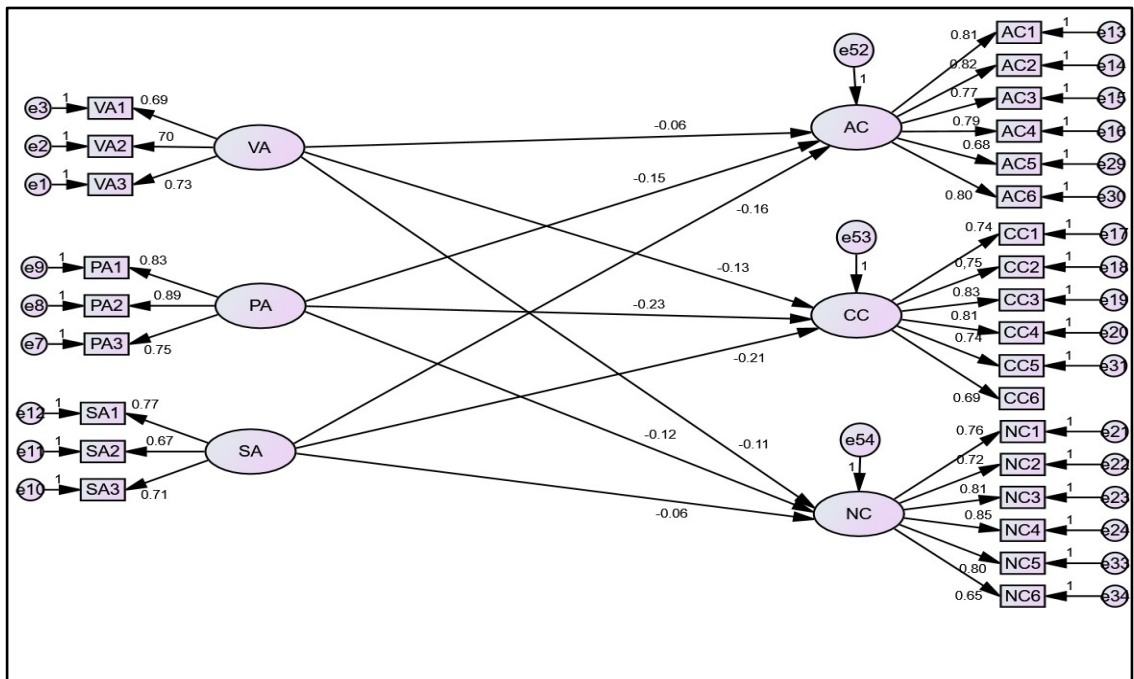 e52
1
0.81
AC1
1
e13
0.82
AC2
1
e14
0.77
AC3
1
e15
AC
0.79
AC4
1
e16
0.68
AC5
1
e29
0.80
AC6
1
e30
e3
1
VA1
0.69
e2
1
VA2
70
VA
e1
1
VA3
0.73
-0.06
-0.15
-0.16
e53
1
0.74
CC1
1
e17
0,75
CC2
1
e18
0.83
CC3
1
e19
CC
0.81
CC4
1
e20
0.74
CC5
1
e31
0.69
CC6
e9
1
PA1
0.83
e8
1
PA2
0.89
PA
e7
1
PA3
0.75
-0.13
-0.23
-0.21
e12
1
SA1
0.77
e11
1
SA2
0.67
SA
e10
1
SA3
0.71
-0.12
-0.11
-0.06
e54
1
0.76
NC1
1
e21
0.72
NC2
1
e22
0.81
NC3
1
e23
NC
0.85
NC4
1
e24
0.80
NC5
1
e33
0.65
NC6
1
e34